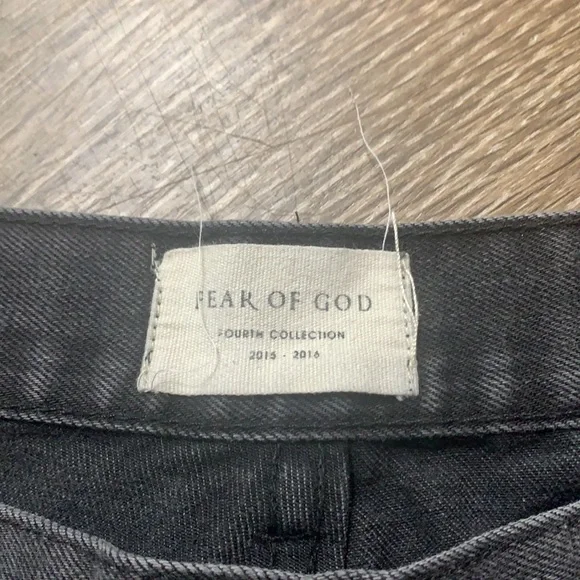 FEAR OF GOD
FOURTH COLLECTION
2015 - 2016